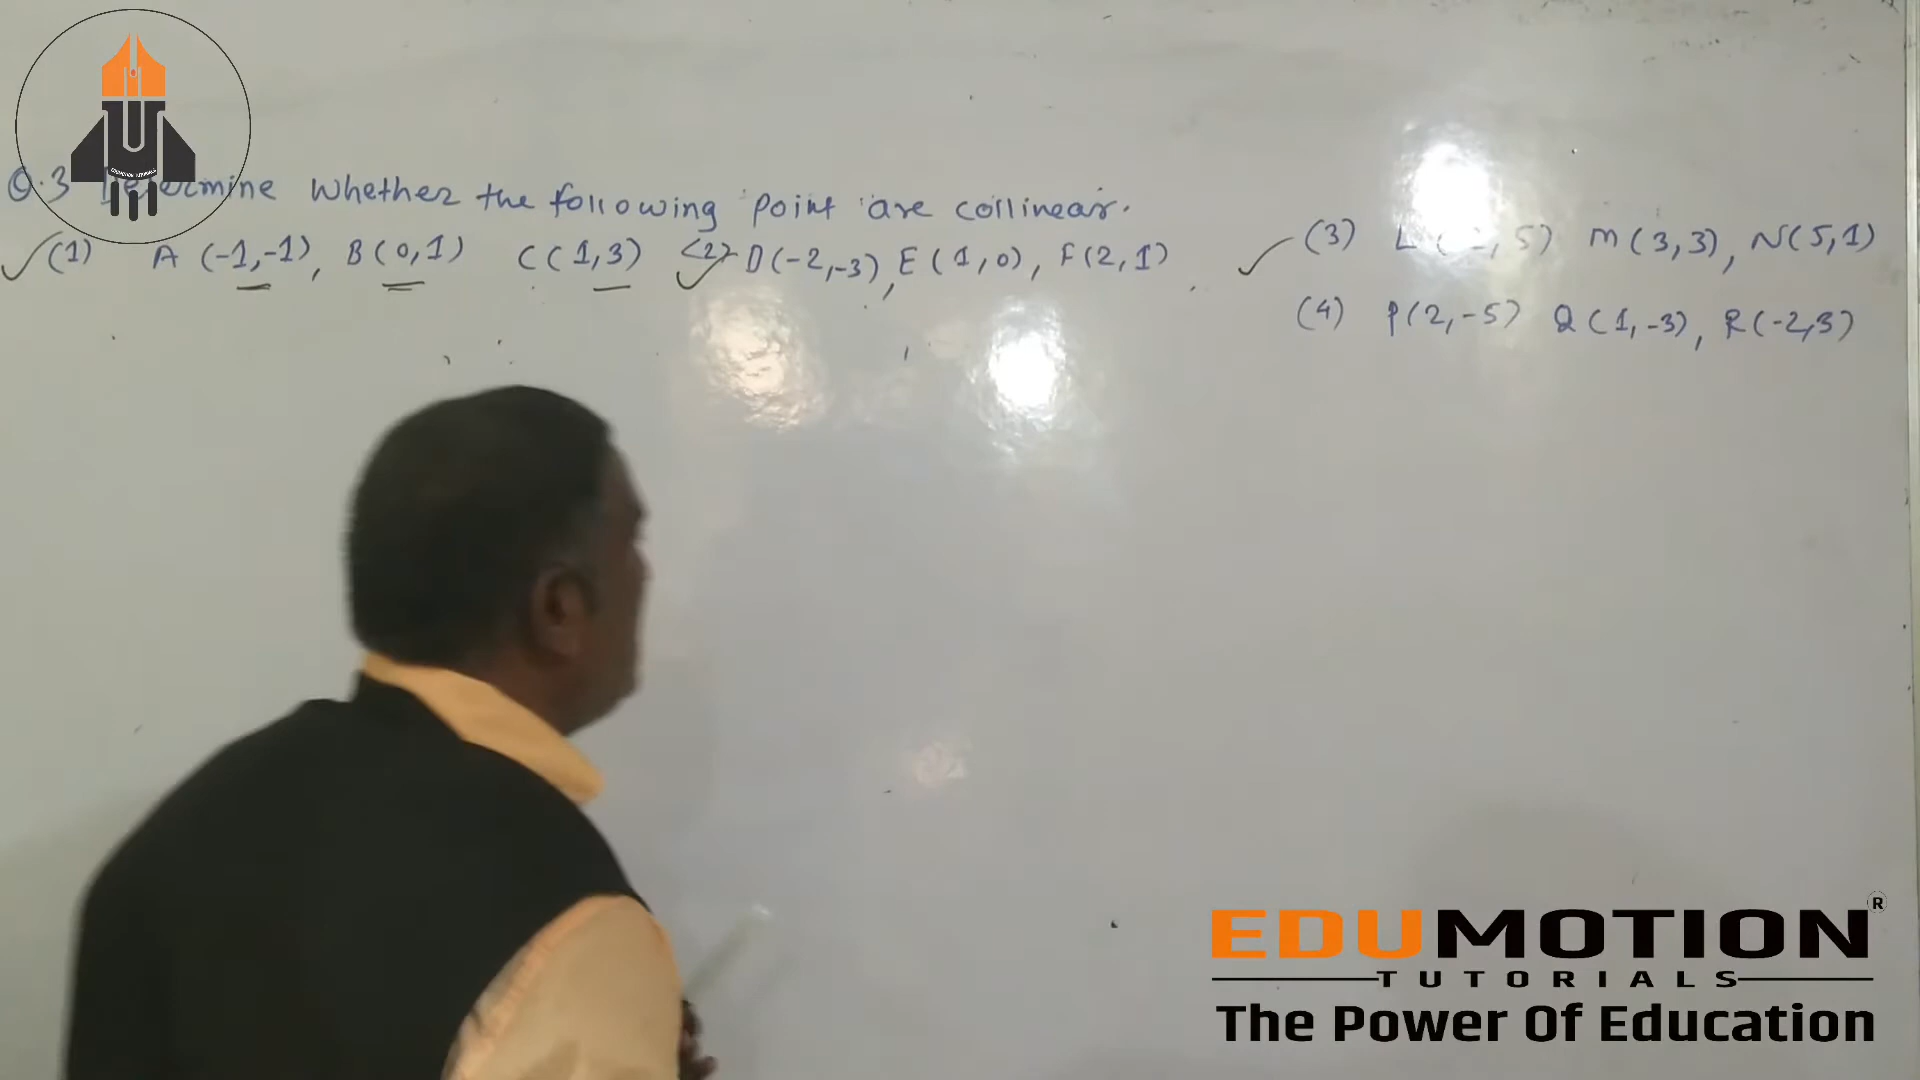 Q.3 Determine whether the following point are collinear.
(1) A (-1,-1), B(0,1) C(1,3) (2) D(-2,-3), E(1,0), F(2,1)
(3) L( ,5) M(3,3), N(5,1)
(4) P(2,-5) Q(1,-3), R(-2,3)
EDUMOTION®
TUTORIALS
The Power Of Education